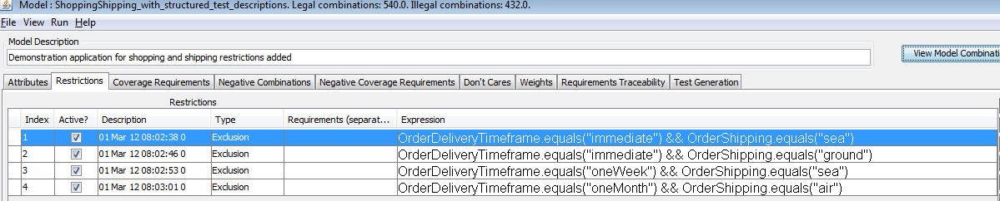 Model : ShoppingShipping_with_structured_test_descriptions. Legal combinations: 540.0. Illegal combinations: 432.0.
File View Run Help
Model Description
Demonstration application for shopping and shipping restrictions added
View Model Combinati
Attributes Restrictions Coverage Requirements Negative Combinations Negative Coverage Requirements Don't Cares Weights Requirements Traceability Test Generation
Restrictions
Index Active? Description Type Requirements (separat... Expression
1 01 Mar 12 08:02:38 0 Exclusion OrderDeliveryTimeframe.equals("immediate") && OrderShipping.equals("sea")
2 01 Mar 12 08:02:46 0 Exclusion OrderDeliveryTimeframe.equals("immediate") && OrderShipping.equals("ground")
3 01 Mar 12 08:02:53 0 Exclusion OrderDeliveryTimeframe.equals("oneWeek") && OrderShipping.equals("sea")
4 01 Mar 12 08:03:01 0 Exclusion OrderDeliveryTimeframe.equals("oneMonth") && OrderShipping.equals("air")